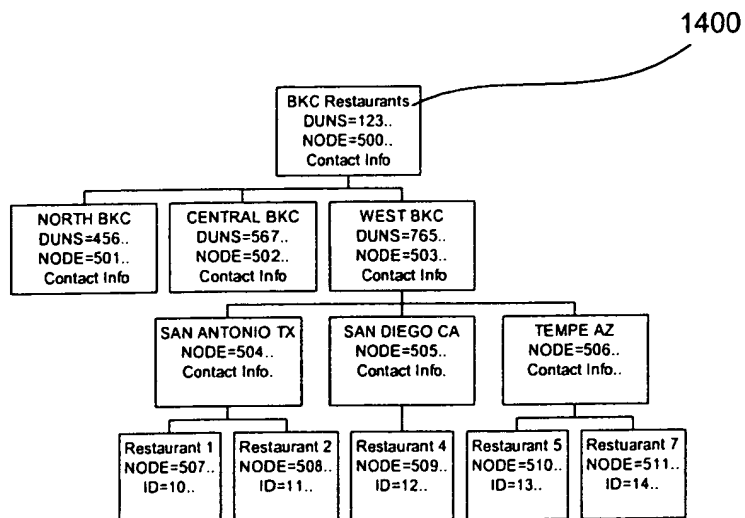 1400
BKC Restaurants
DUNS=123..
NODE=500..
Contact Info
NORTH BKC
DUNS=456..
NODE=501..
Contact Info
CENTRAL BKC
DUNS=567..
NODE=502..
Contact Info
WEST BKC
DUNS=765..
NODE=503..
Contact Info
SAN ANTONIO TX
NODE=504..
Contact Info.
SAN DIEGO CA
NODE=505..
Contact Info.
TEMPE AZ
NODE=506..
Contact Info..
Restaurant 1
NODE=507..
ID=10..
Restaurant 2
NODE=508..
ID=11..
Restaurant 4
NODE=509..
ID=12..
Restaurant 5
NODE=510..
ID=13..
Restuarant 7
NODE=511..
ID=14..